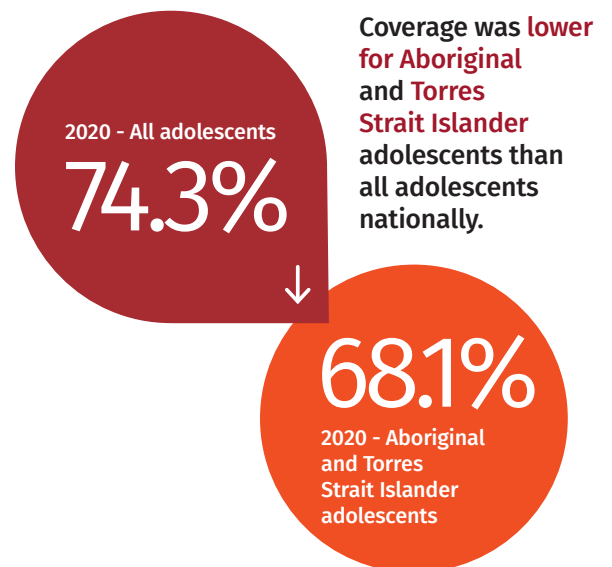 Coverage was lower
for Aboriginal
and Torres
Strait Islander
adolescents than
all adolescents
nationally.
2020 - All adolescents
74.3%
68.1%
2020 - Aboriginal
and Torres
Strait Islander
adolescents